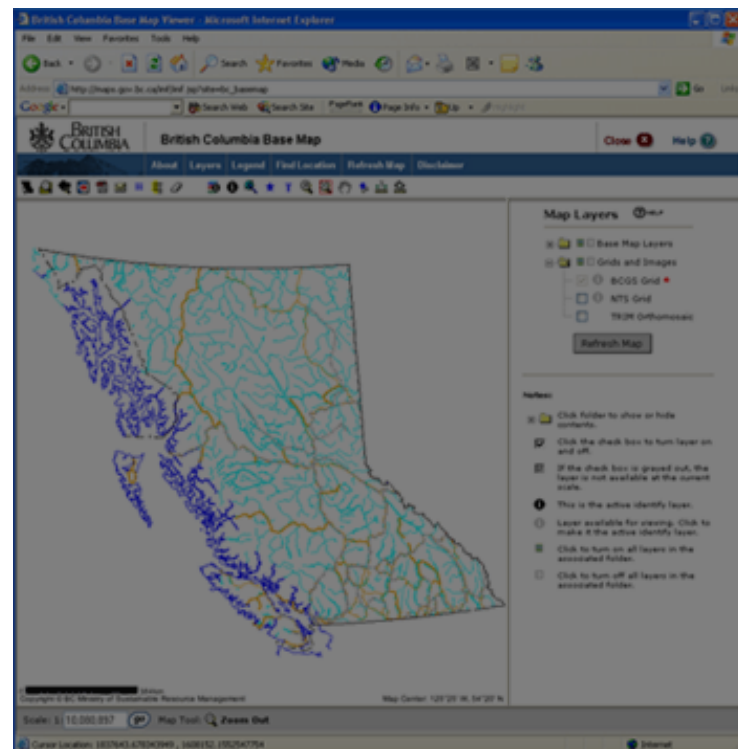 British Columbia Base Map Viewer - Microsoft Internet Explorer
File Edit View Favorites Tools Help
Back Search Favorites Media
Address
Go
Google Search Web Search Site PageRank Page Info Up
BRITISH COLUMBIA British Columbia Base Map Close Help
About Layers Legend Find Location Refresh Map Disclaimer
Map Layers HELP
Base Map Layers
Grids and Images
BCGS Grid
NTS Grid
TRIM Orthomosaic
Refresh Map
Notes:
Click folder to show or hide
contents.
Click the check box to turn layer on
and off.
If the check box is grayed out, the
layer is not available at the current
scale.
This is the active identify layer.
Layer available for viewing. Click to
make it the active identify layer.
Click to turn on all layers in the
associated folder.
Click to turn off all layers in the
associated folder.
Copyright © BC Ministry of Sustainable Resource Management
Scale: 1: 10,000,897 go Map Tool: Zoom Out
Internet